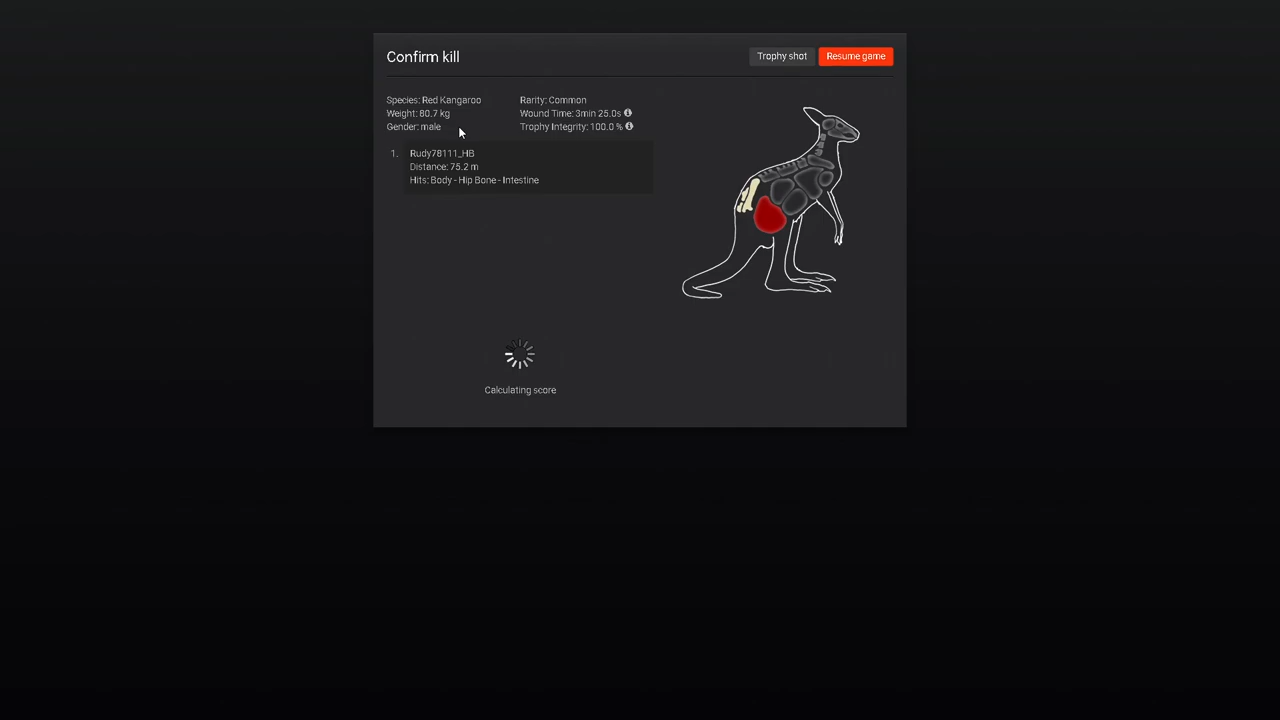 Confirm kill
Trophy shot
Resume game
Species: Red Kangaroo
Rarity: Common
Weight: 80.7 kg
Wound Time: 3min 25.0s
Gender: male
Trophy Integrity: 100.0 %
1. Rudy78111_HB
Distance: 75.2 m
Hits: Body - Hip Bone - Intestine
Calculating score